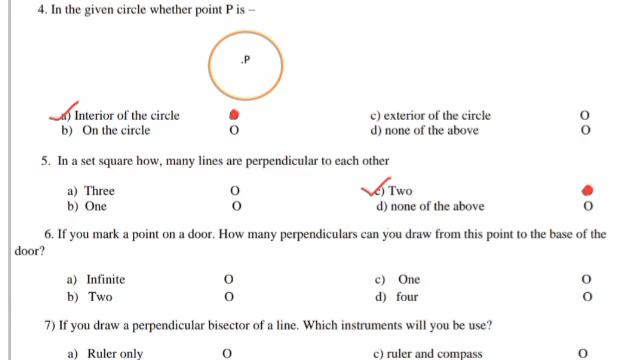 4. In the given circle whether point P is –
.P
a) Interior of the circle c) exterior of the circle O
b) On the circle O d) none of the above O
5. In a set square how, many lines are perpendicular to each other
a) Three O c) Two
b) One O d) none of the above O
6. If you mark a point on a door. How many perpendiculars can you draw from this point to the base of the
door?
a) Infinite O c) One O
b) Two O d) four O
7) If you draw a perpendicular bisector of a line. Which instruments will you be use?
a) Ruler only O c) ruler and compass O